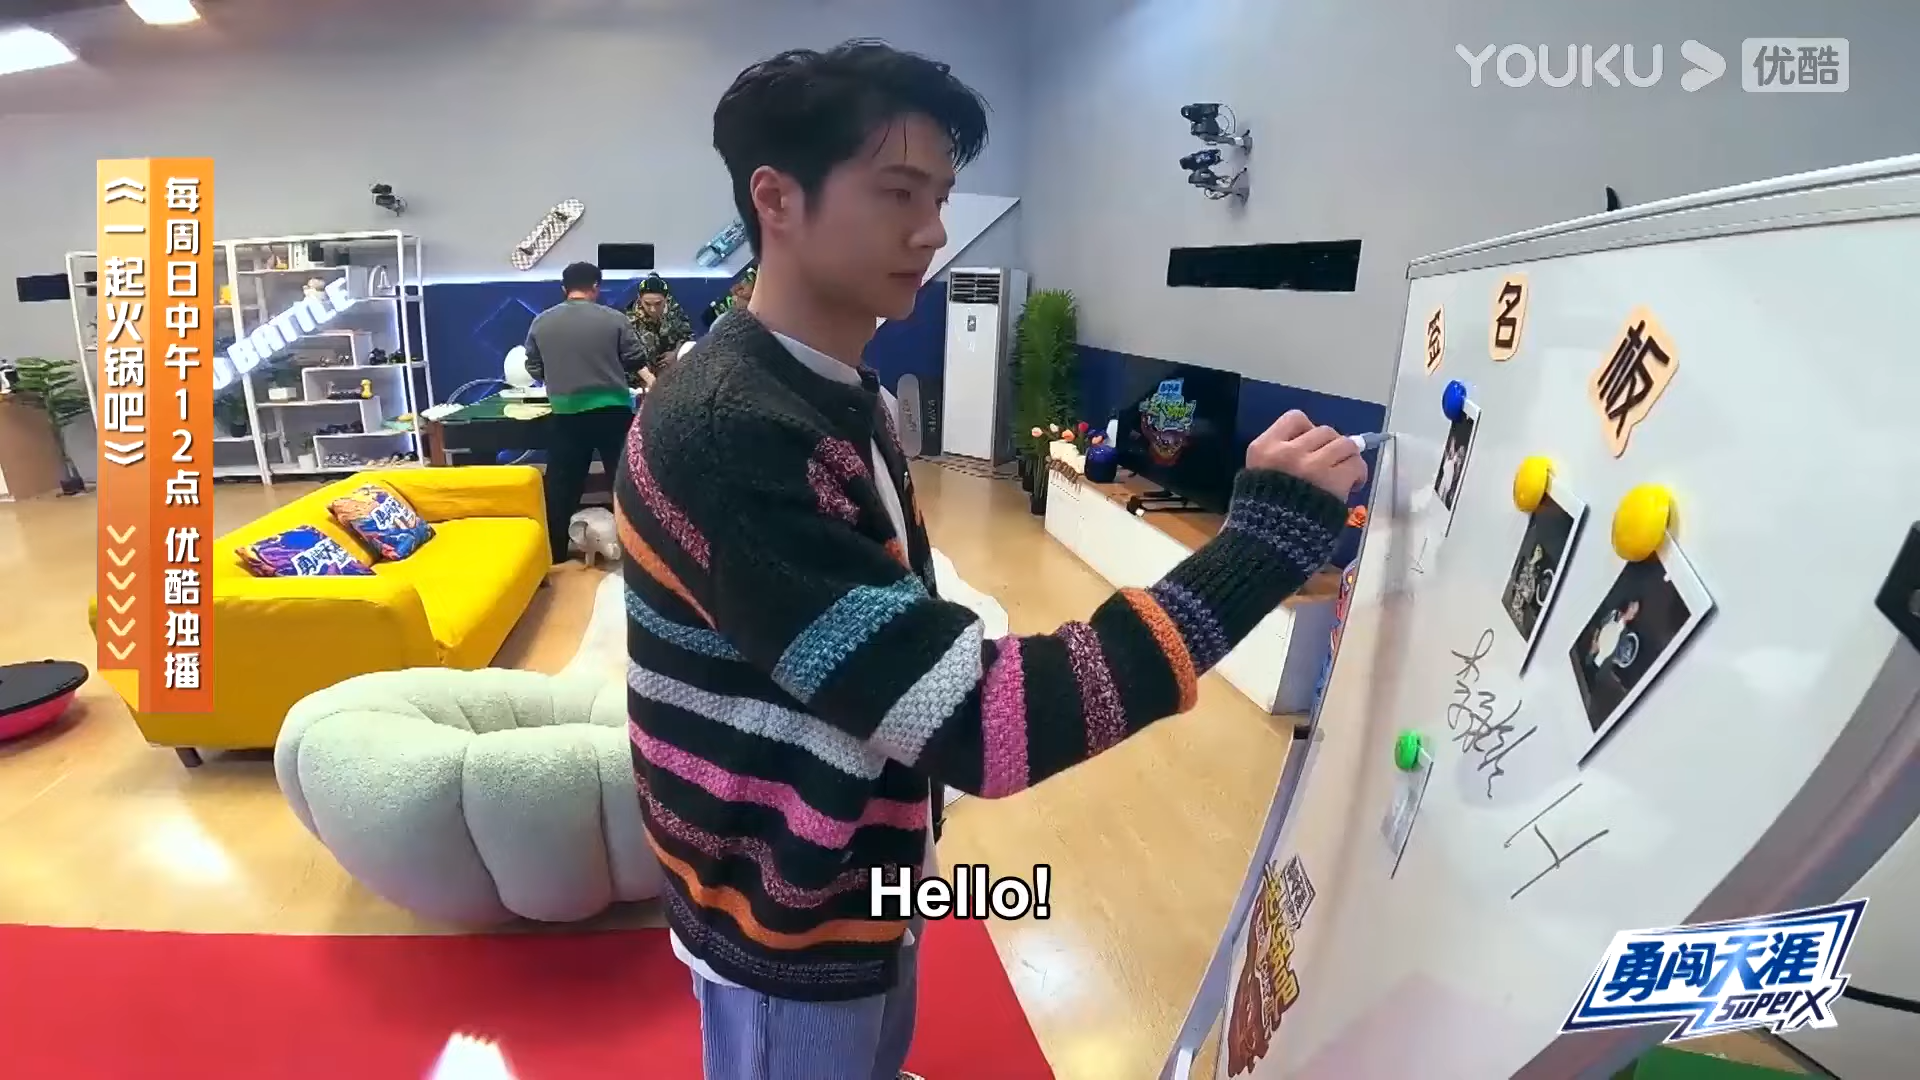 YOUKU 优酷
每周日中午12点 优酷独播
《一起火锅吧》
BATTLE
签名板
Hello!
勇闯天涯
superX